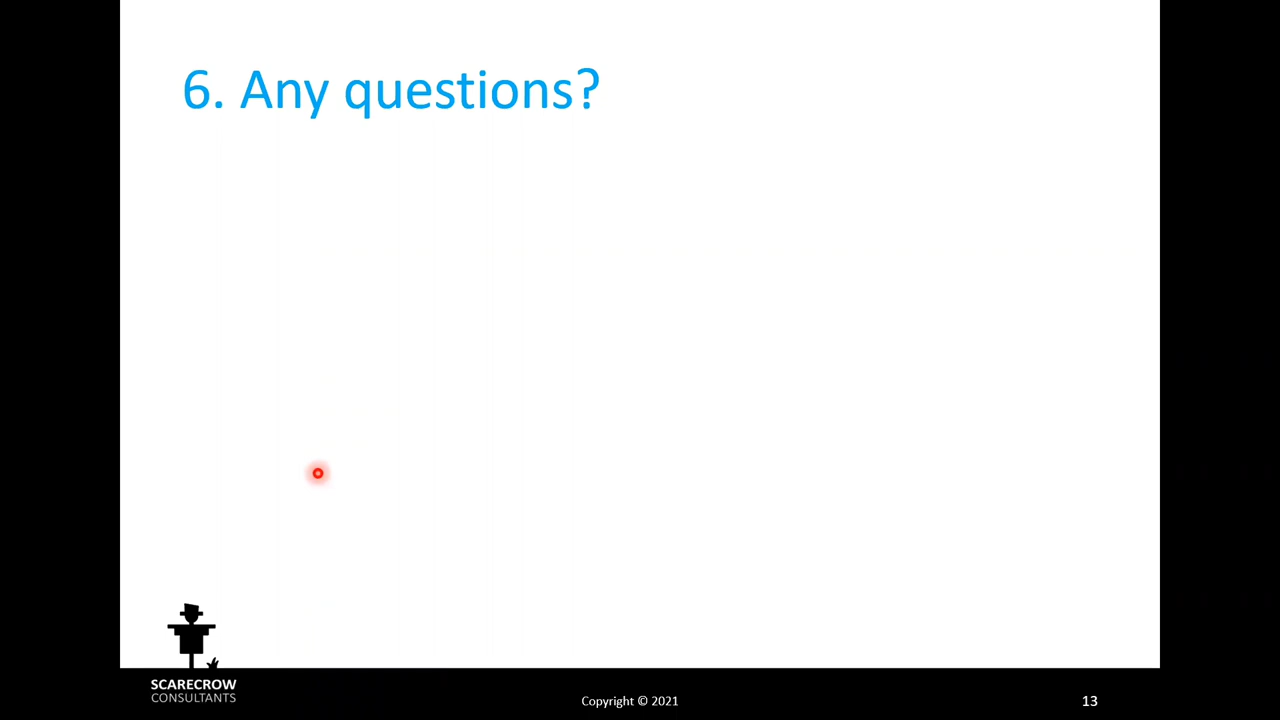 6. Any questions?
SCARECROW
CONSULTANTS
Copyright © 2021
13